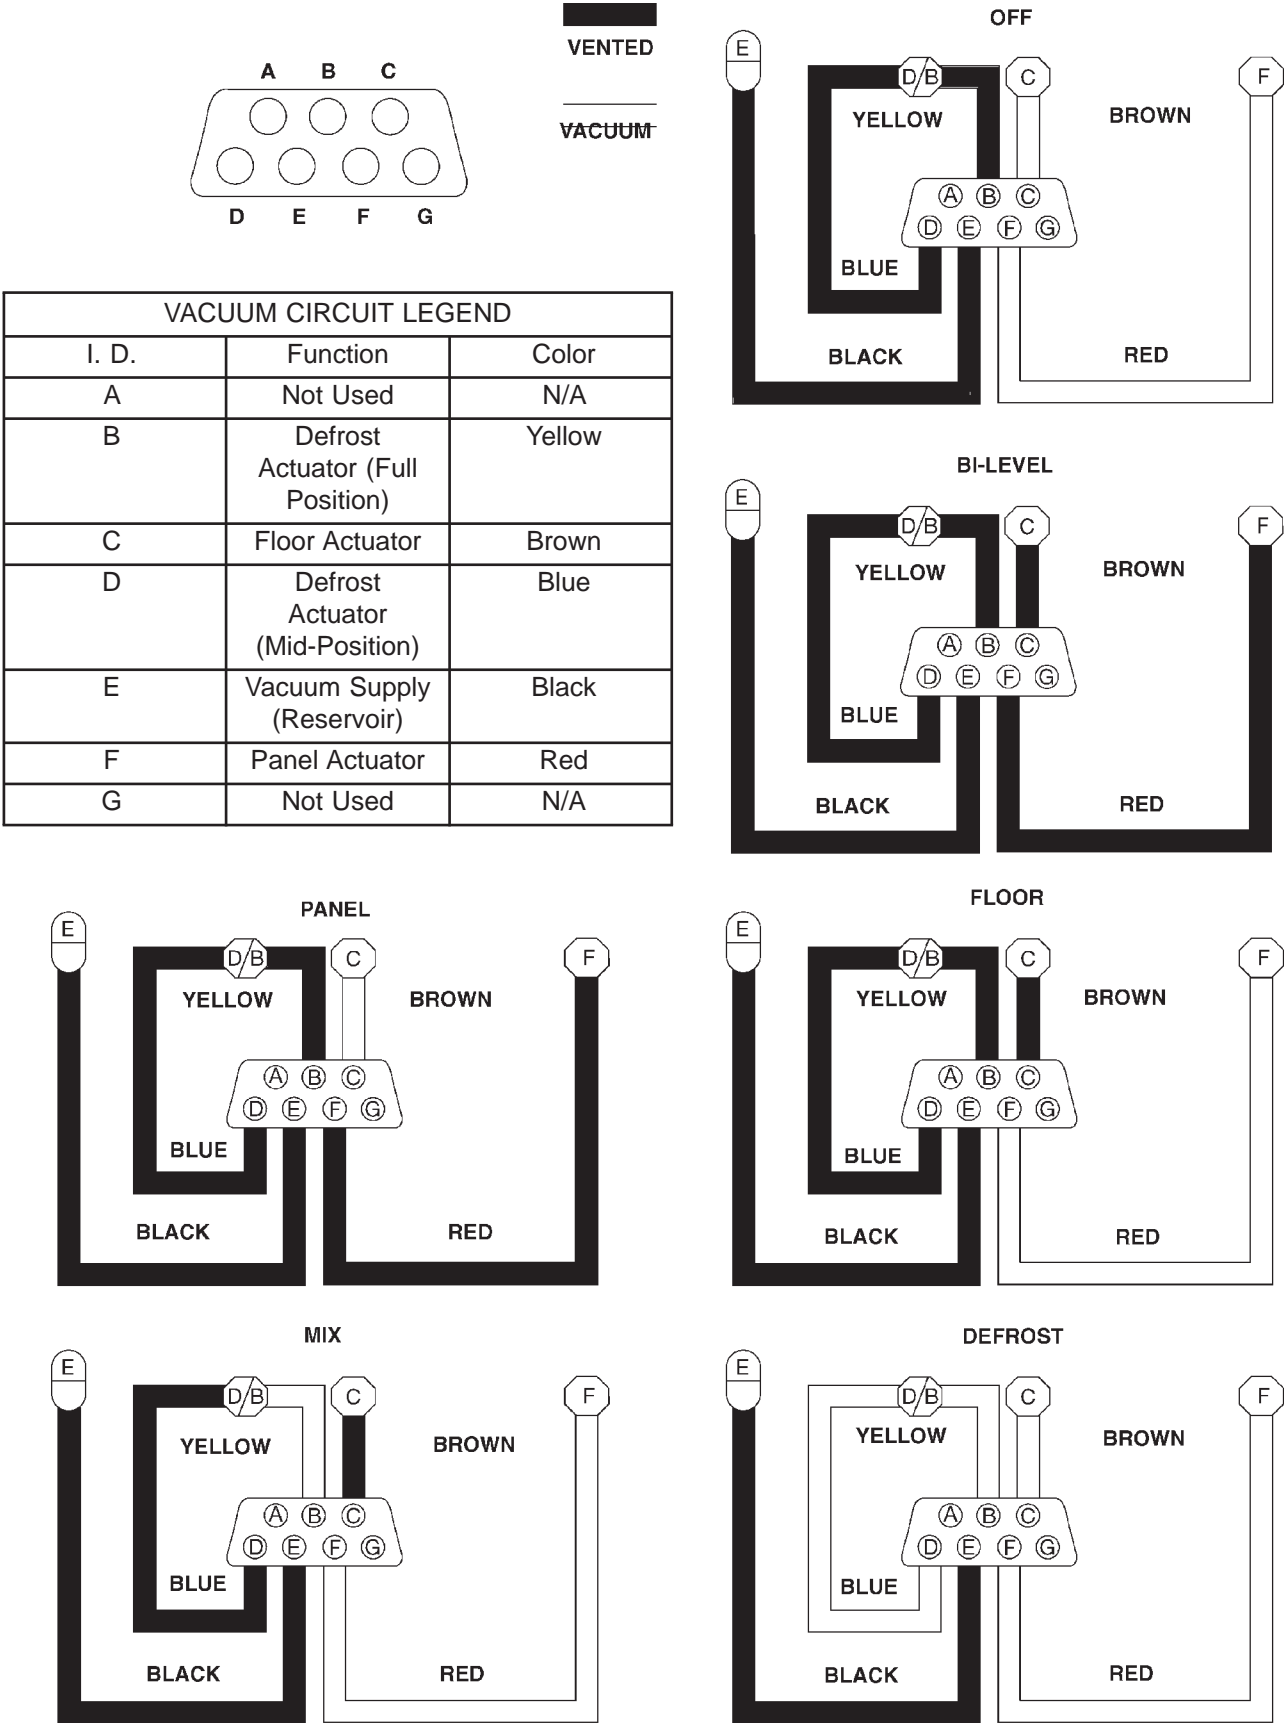 A B C
D E F G
VENTED
VACUUM
VACUUM CIRCUIT LEGEND
I. D. Function Color
A Not Used N/A
B Defrost Yellow
Actuator (Full
Position)
C Floor Actuator Brown
D Defrost Blue
Actuator
(Mid-Position)
E Vacuum Supply Black
(Reservoir)
F Panel Actuator Red
G Not Used N/A
OFF
E
D/B C F
YELLOW BROWN
A B C
D E F G
BLUE
BLACK RED
BI-LEVEL
E
D/B C F
YELLOW BROWN
A B C
D E F G
BLUE
BLACK RED
PANEL
E
D/B C F
YELLOW BROWN
A B C
D E F G
BLUE
BLACK RED
FLOOR
E
D/B C F
YELLOW BROWN
A B C
D E F G
BLUE
BLACK RED
MIX
E
D/B C F
YELLOW BROWN
A B C
D E F G
BLUE
BLACK RED
DEFROST
E
D/B C F
YELLOW BROWN
A B C
D E F G
BLUE
BLACK RED